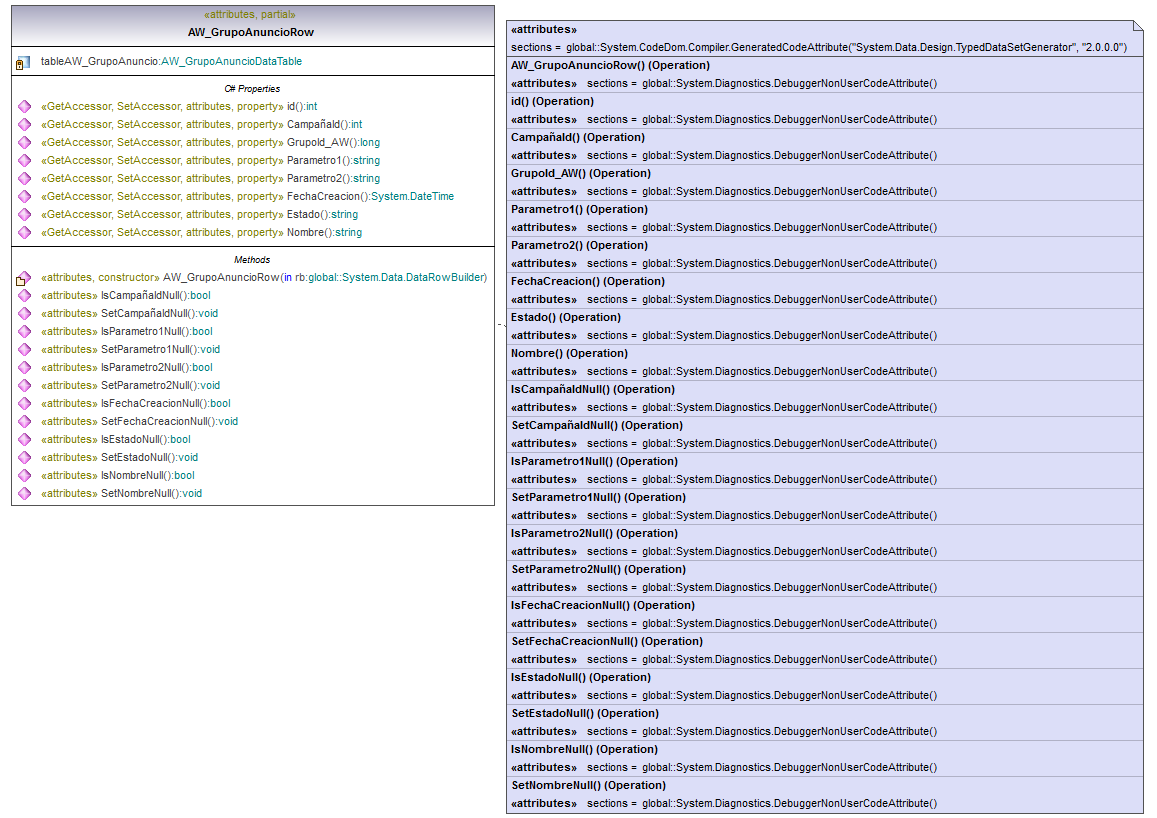 «attributes, partial»
AW_GrupoAnuncioRow
tableAW_GrupoAnuncio:AW_GrupoAnuncioDataTable
C# Properties
«GetAccessor, SetAccessor, attributes, property» id():int
«GetAccessor, SetAccessor, attributes, property» CampañaId():int
«GetAccessor, SetAccessor, attributes, property» GrupoId_AW():long
«GetAccessor, SetAccessor, attributes, property» Parametro1():string
«GetAccessor, SetAccessor, attributes, property» Parametro2():string
«GetAccessor, SetAccessor, attributes, property» FechaCreacion():System.DateTime
«GetAccessor, SetAccessor, attributes, property» Estado():string
«GetAccessor, SetAccessor, attributes, property» Nombre():string
Methods
«attributes, constructor» AW_GrupoAnuncioRow(in rb:global::System.Data.DataRowBuilder)
«attributes» IsCampañaIdNull():bool
«attributes» SetCampañaIdNull():void
«attributes» IsParametro1Null():bool
«attributes» SetParametro1Null():void
«attributes» IsParametro2Null():bool
«attributes» SetParametro2Null():void
«attributes» IsFechaCreacionNull():bool
«attributes» SetFechaCreacionNull():void
«attributes» IsEstadoNull():bool
«attributes» SetEstadoNull():void
«attributes» IsNombreNull():bool
«attributes» SetNombreNull():void
«attributes»
sections = global::System.CodeDom.Compiler.GeneratedCodeAttribute("System.Data.Design.TypedDataSetGenerator", "2.0.0.0")
AW_GrupoAnuncioRow() (Operation)
«attributes» sections = global::System.Diagnostics.DebuggerNonUserCodeAttribute()
id() (Operation)
«attributes» sections = global::System.Diagnostics.DebuggerNonUserCodeAttribute()
CampañaId() (Operation)
«attributes» sections = global::System.Diagnostics.DebuggerNonUserCodeAttribute()
GrupoId_AW() (Operation)
«attributes» sections = global::System.Diagnostics.DebuggerNonUserCodeAttribute()
Parametro1() (Operation)
«attributes» sections = global::System.Diagnostics.DebuggerNonUserCodeAttribute()
Parametro2() (Operation)
«attributes» sections = global::System.Diagnostics.DebuggerNonUserCodeAttribute()
FechaCreacion() (Operation)
«attributes» sections = global::System.Diagnostics.DebuggerNonUserCodeAttribute()
Estado() (Operation)
«attributes» sections = global::System.Diagnostics.DebuggerNonUserCodeAttribute()
Nombre() (Operation)
«attributes» sections = global::System.Diagnostics.DebuggerNonUserCodeAttribute()
IsCampañaIdNull() (Operation)
«attributes» sections = global::System.Diagnostics.DebuggerNonUserCodeAttribute()
SetCampañaIdNull() (Operation)
«attributes» sections = global::System.Diagnostics.DebuggerNonUserCodeAttribute()
IsParametro1Null() (Operation)
«attributes» sections = global::System.Diagnostics.DebuggerNonUserCodeAttribute()
SetParametro1Null() (Operation)
«attributes» sections = global::System.Diagnostics.DebuggerNonUserCodeAttribute()
IsParametro2Null() (Operation)
«attributes» sections = global::System.Diagnostics.DebuggerNonUserCodeAttribute()
SetParametro2Null() (Operation)
«attributes» sections = global::System.Diagnostics.DebuggerNonUserCodeAttribute()
IsFechaCreacionNull() (Operation)
«attributes» sections = global::System.Diagnostics.DebuggerNonUserCodeAttribute()
SetFechaCreacionNull() (Operation)
«attributes» sections = global::System.Diagnostics.DebuggerNonUserCodeAttribute()
IsEstadoNull() (Operation)
«attributes» sections = global::System.Diagnostics.DebuggerNonUserCodeAttribute()
SetEstadoNull() (Operation)
«attributes» sections = global::System.Diagnostics.DebuggerNonUserCodeAttribute()
IsNombreNull() (Operation)
«attributes» sections = global::System.Diagnostics.DebuggerNonUserCodeAttribute()
SetNombreNull() (Operation)
«attributes» sections = global::System.Diagnostics.DebuggerNonUserCodeAttribute()